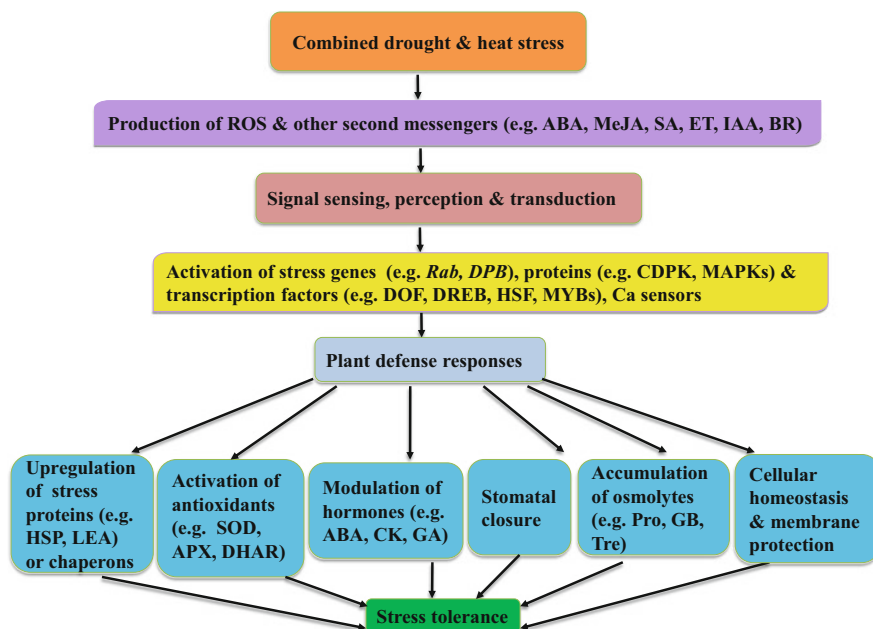 Combined drought & heat stress
Production of ROS & other second messengers (e.g. ABA, MeJA, SA, ET, IAA, BR)
Signal sensing, perception & transduction
Activation of stress genes (e.g. Rab, DPB), proteins (e.g. CDPK, MAPKs) &
transcription factors (e.g. DOF, DREB, HSF, MYBs), Ca sensors
Plant defense responses
Upregulation
of stress
proteins (e.g.
HSP, LEA)
or chaperons
Activation of
antioxidants
(e.g. SOD,
APX, DHAR)
Modulation of
hormones (e.g.
ABA, CK, GA)
Stomatal
closure
Accumulation
of osmolytes
(e.g. Pro, GB,
Tre)
Cellular
homeostasis
& membrane
protection
Stress tolerance